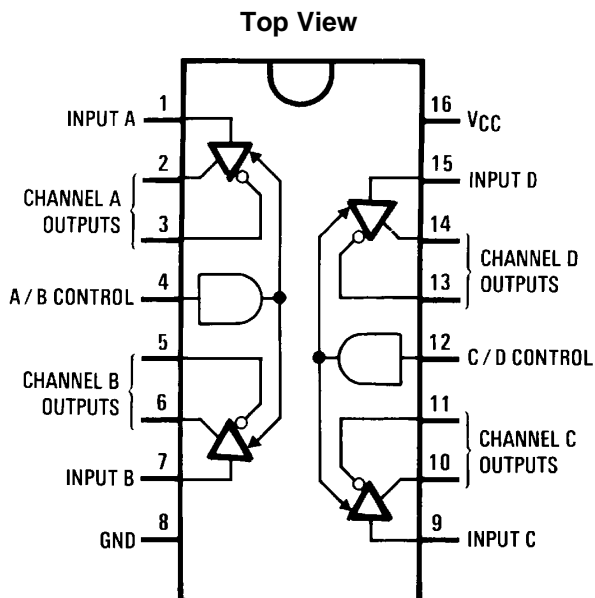 Top View
1
INPUT A
2
CHANNEL A
OUTPUTS
3
4
A / B CONTROL
5
CHANNEL B
OUTPUTS
6
7
INPUT B
8
GND
16
VCC
15
INPUT D
14
CHANNEL D
OUTPUTS
13
12
C / D CONTROL
11
CHANNEL C
OUTPUTS
10
9
INPUT C